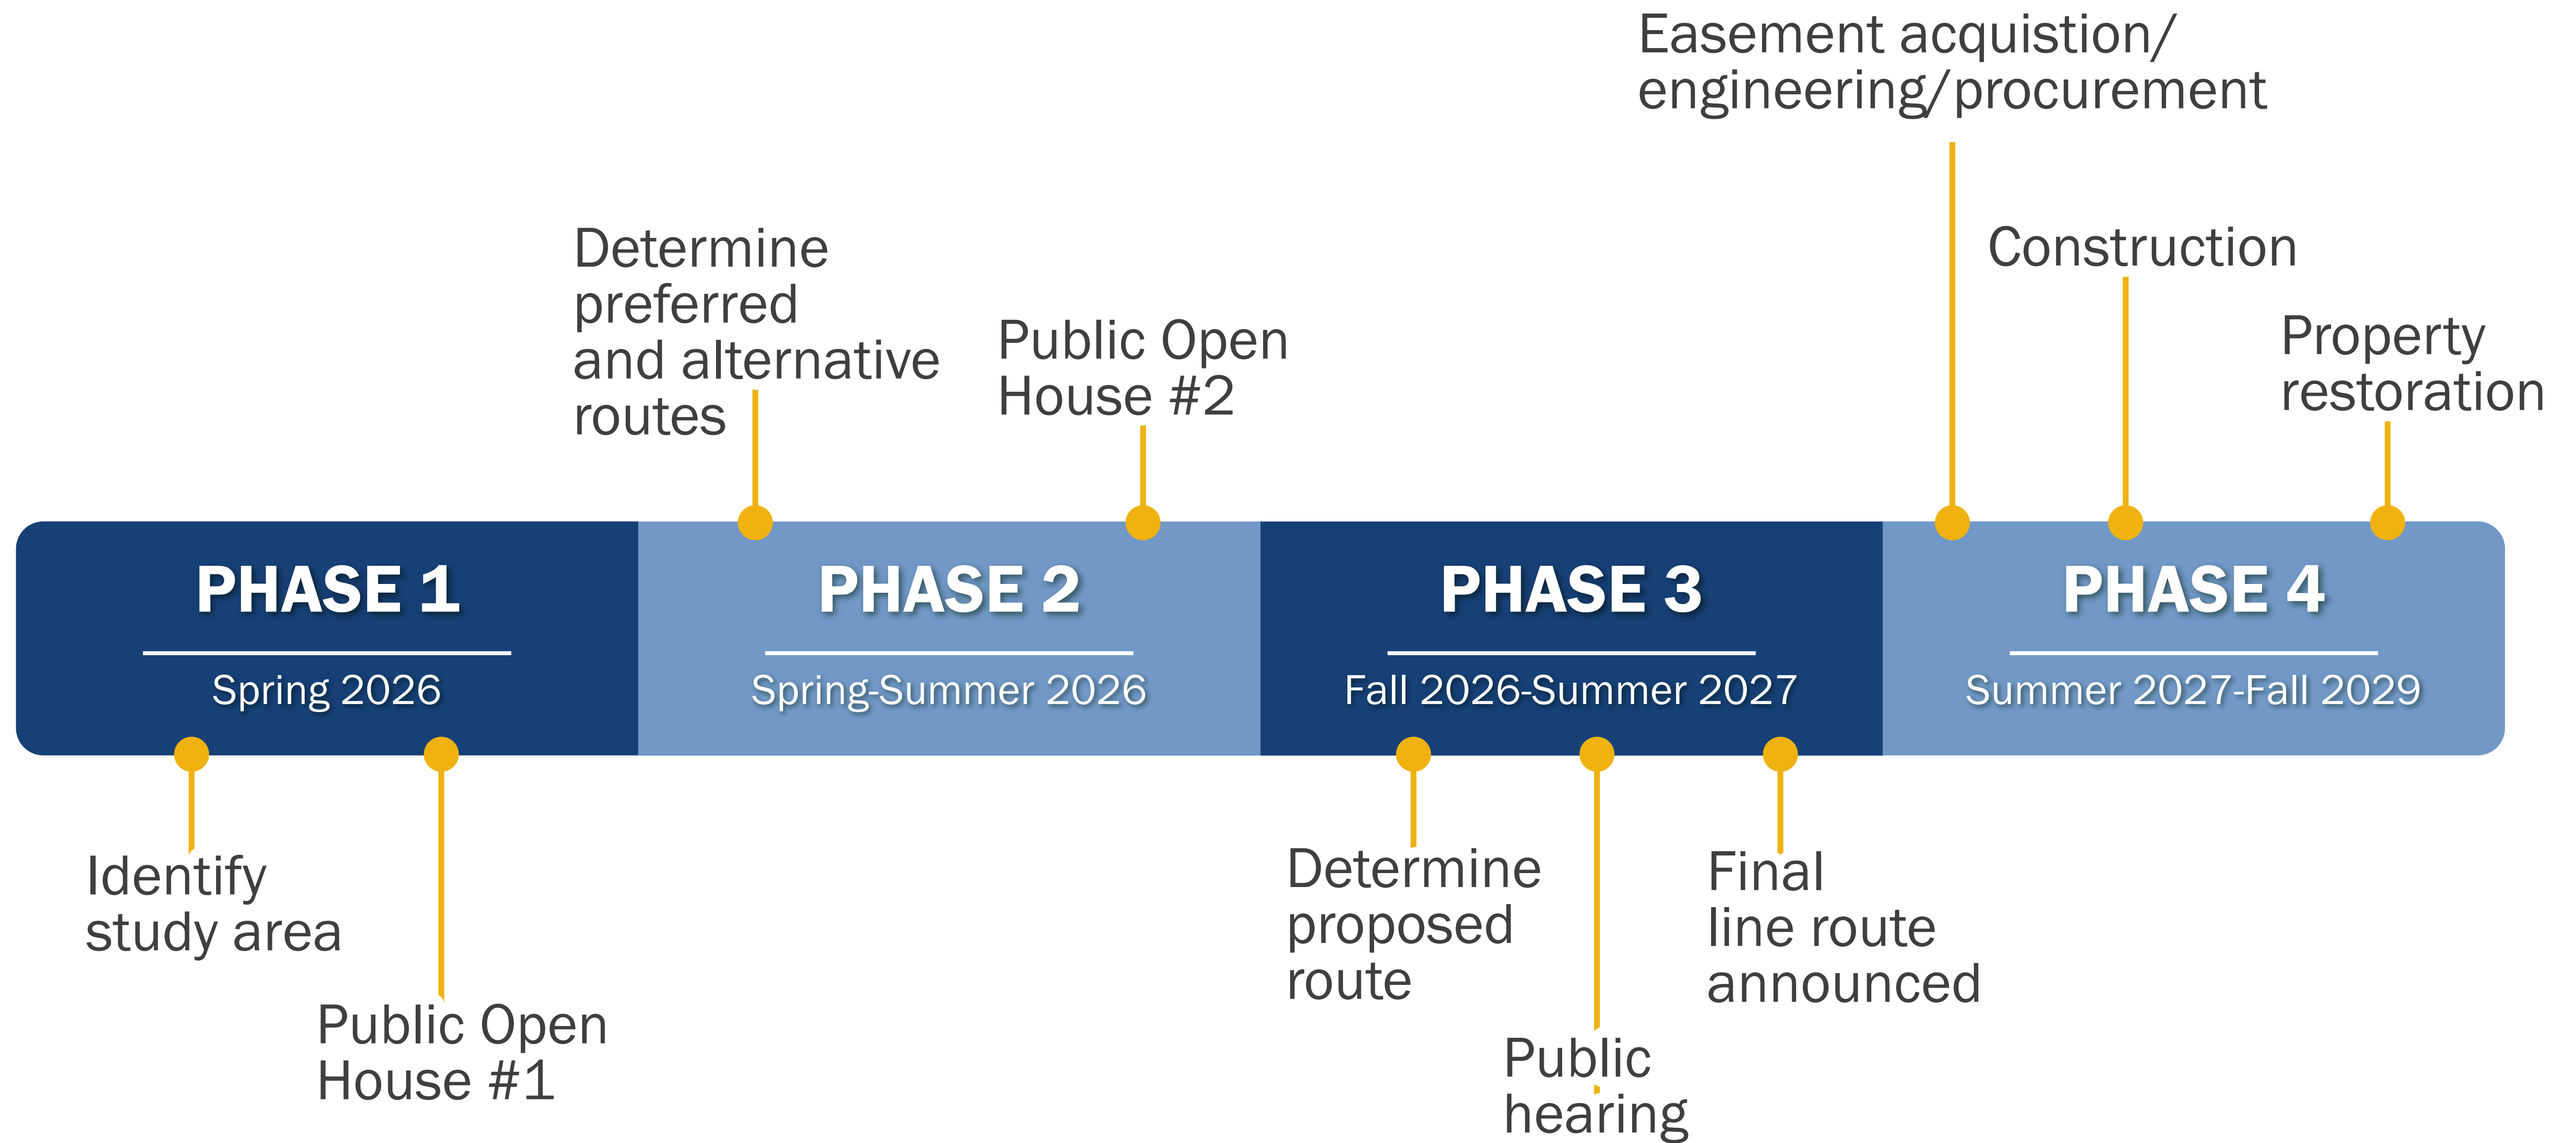 Easement acquistion/
engineering/procurement
Determine
preferred
and alternative
routes
Public Open
House #2
Construction
Property
restoration
PHASE 1
Spring 2026
PHASE 2
Spring-Summer 2026
PHASE 3
Fall 2026-Summer 2027
PHASE 4
Summer 2027-Fall 2029
Identify
study area
Public Open
House #1
Determine
proposed
route
Public
hearing
Final
line route
announced